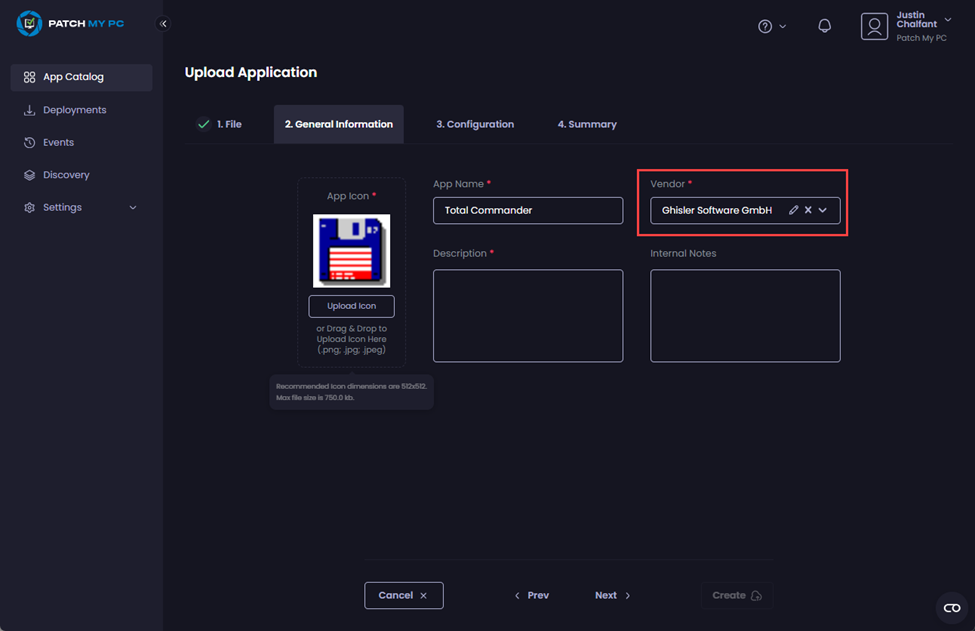 PATCH MY PC
Justin
Chalfant
Patch My PC
App Catalog
Deployments
Events
Discovery
Settings
Upload Application
1. File
2. General Information
3. Configuration
4. Summary
App Icon *
Upload Icon
or Drag & Drop to
Upload Icon Here
(.png; .jpg; .jpeg)
Recommended Icon dimensions are 512x512.
Max file size is 750.0 kb.
App Name *
Total Commander
Vendor *
Ghisler Software GmbH
Description *
Internal Notes
Cancel
Prev
Next
Create